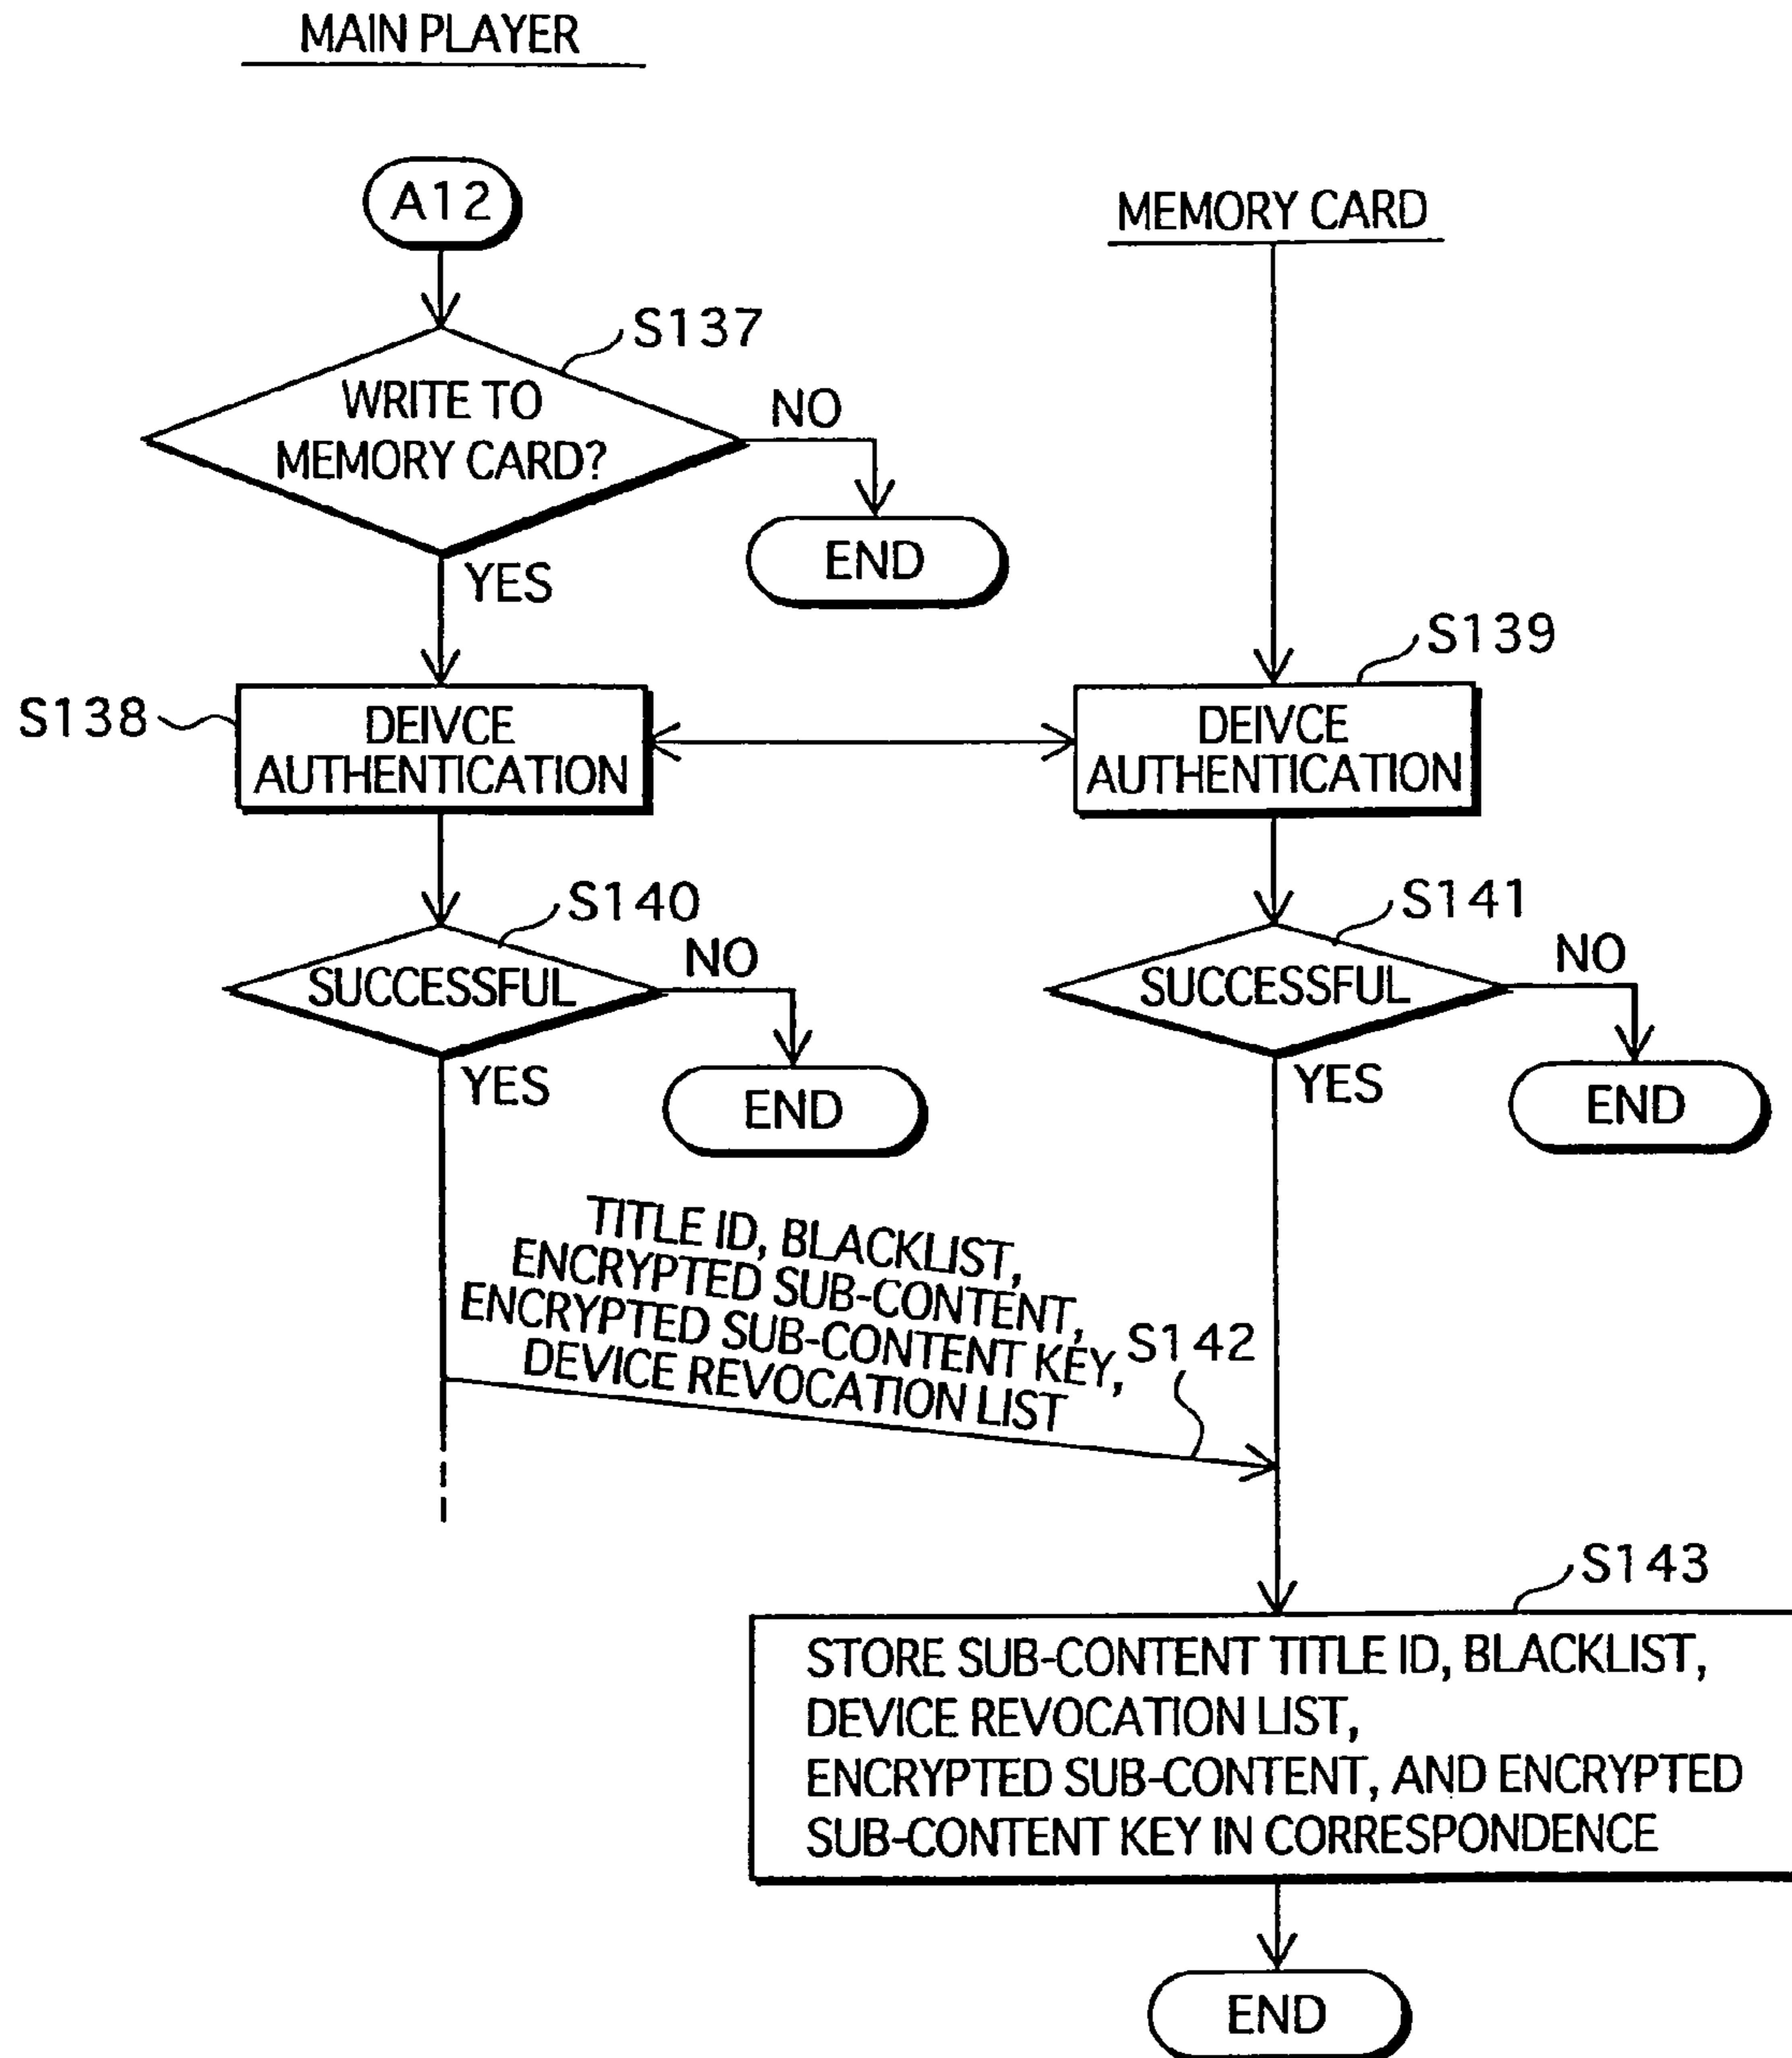 MAIN PLAYER
A12
MEMORY CARD
S137
WRITE TO
MEMORY CARD?
NO
END
YES
S139
S138
DEIVCE
AUTHENTICATION
DEIVCE
AUTHENTICATION
S140
S141
SUCCESSFUL
NO
SUCCESSFUL
NO
YES
END
YES
END
TITLE ID, BLACKLIST,
ENCRYPTED SUB-CONTENT,
ENCRYPTED SUB-CONTENT KEY,
DEVICE REVOCATION LIST
S142
S143
STORE SUB-CONTENT TITLE ID, BLACKLIST,
DEVICE REVOCATION LIST,
ENCRYPTED SUB-CONTENT, AND ENCRYPTED
SUB-CONTENT KEY IN CORRESPONDENCE
END